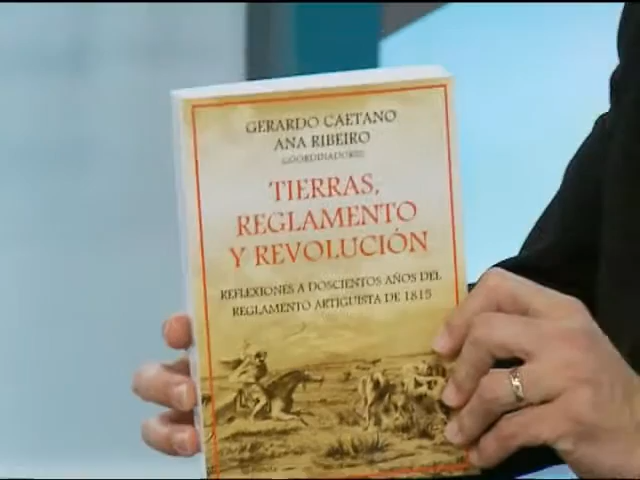 GERARDO CAETANO
ANA RIBEIRO
(COORDINADORES)
TIERRAS,
REGLAMENTO
Y REVOLUCIÓN
REFLEXIONES A DOSCIENTOS AÑOS DEL
REGLAMENTO ARTIGUISTA DE 1815